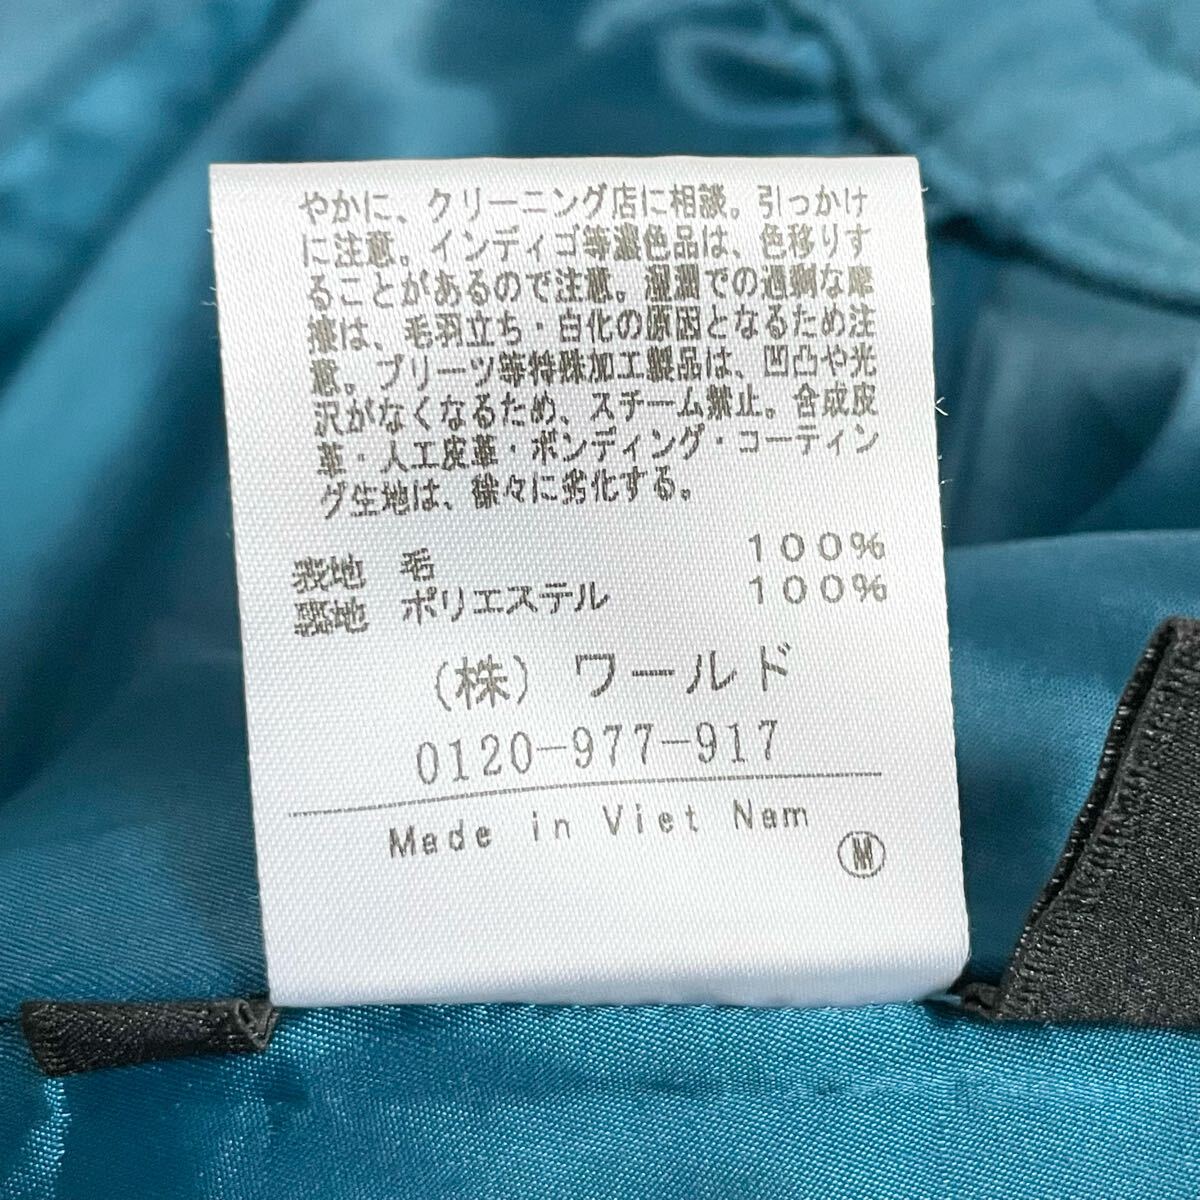 やかに、クリーニング店に相談。引っかけ
に注意。インディゴ等濃色品は、色移りす
ることがあるので注意。湿潤での過剰な摩
擦は、毛羽立ち・白化の原因となるため注
意。プリーツ等特殊加工製品は、凹凸や光
沢がなくなるため、スチーム禁止。合成皮
革・人工皮革・ボンディング・コーティン
グ生地は、徐々に劣化する。
表地 毛 100%
裏地 ポリエステル 100%
(株) ワールド
0120-977-917
Made in Viet Nam
M